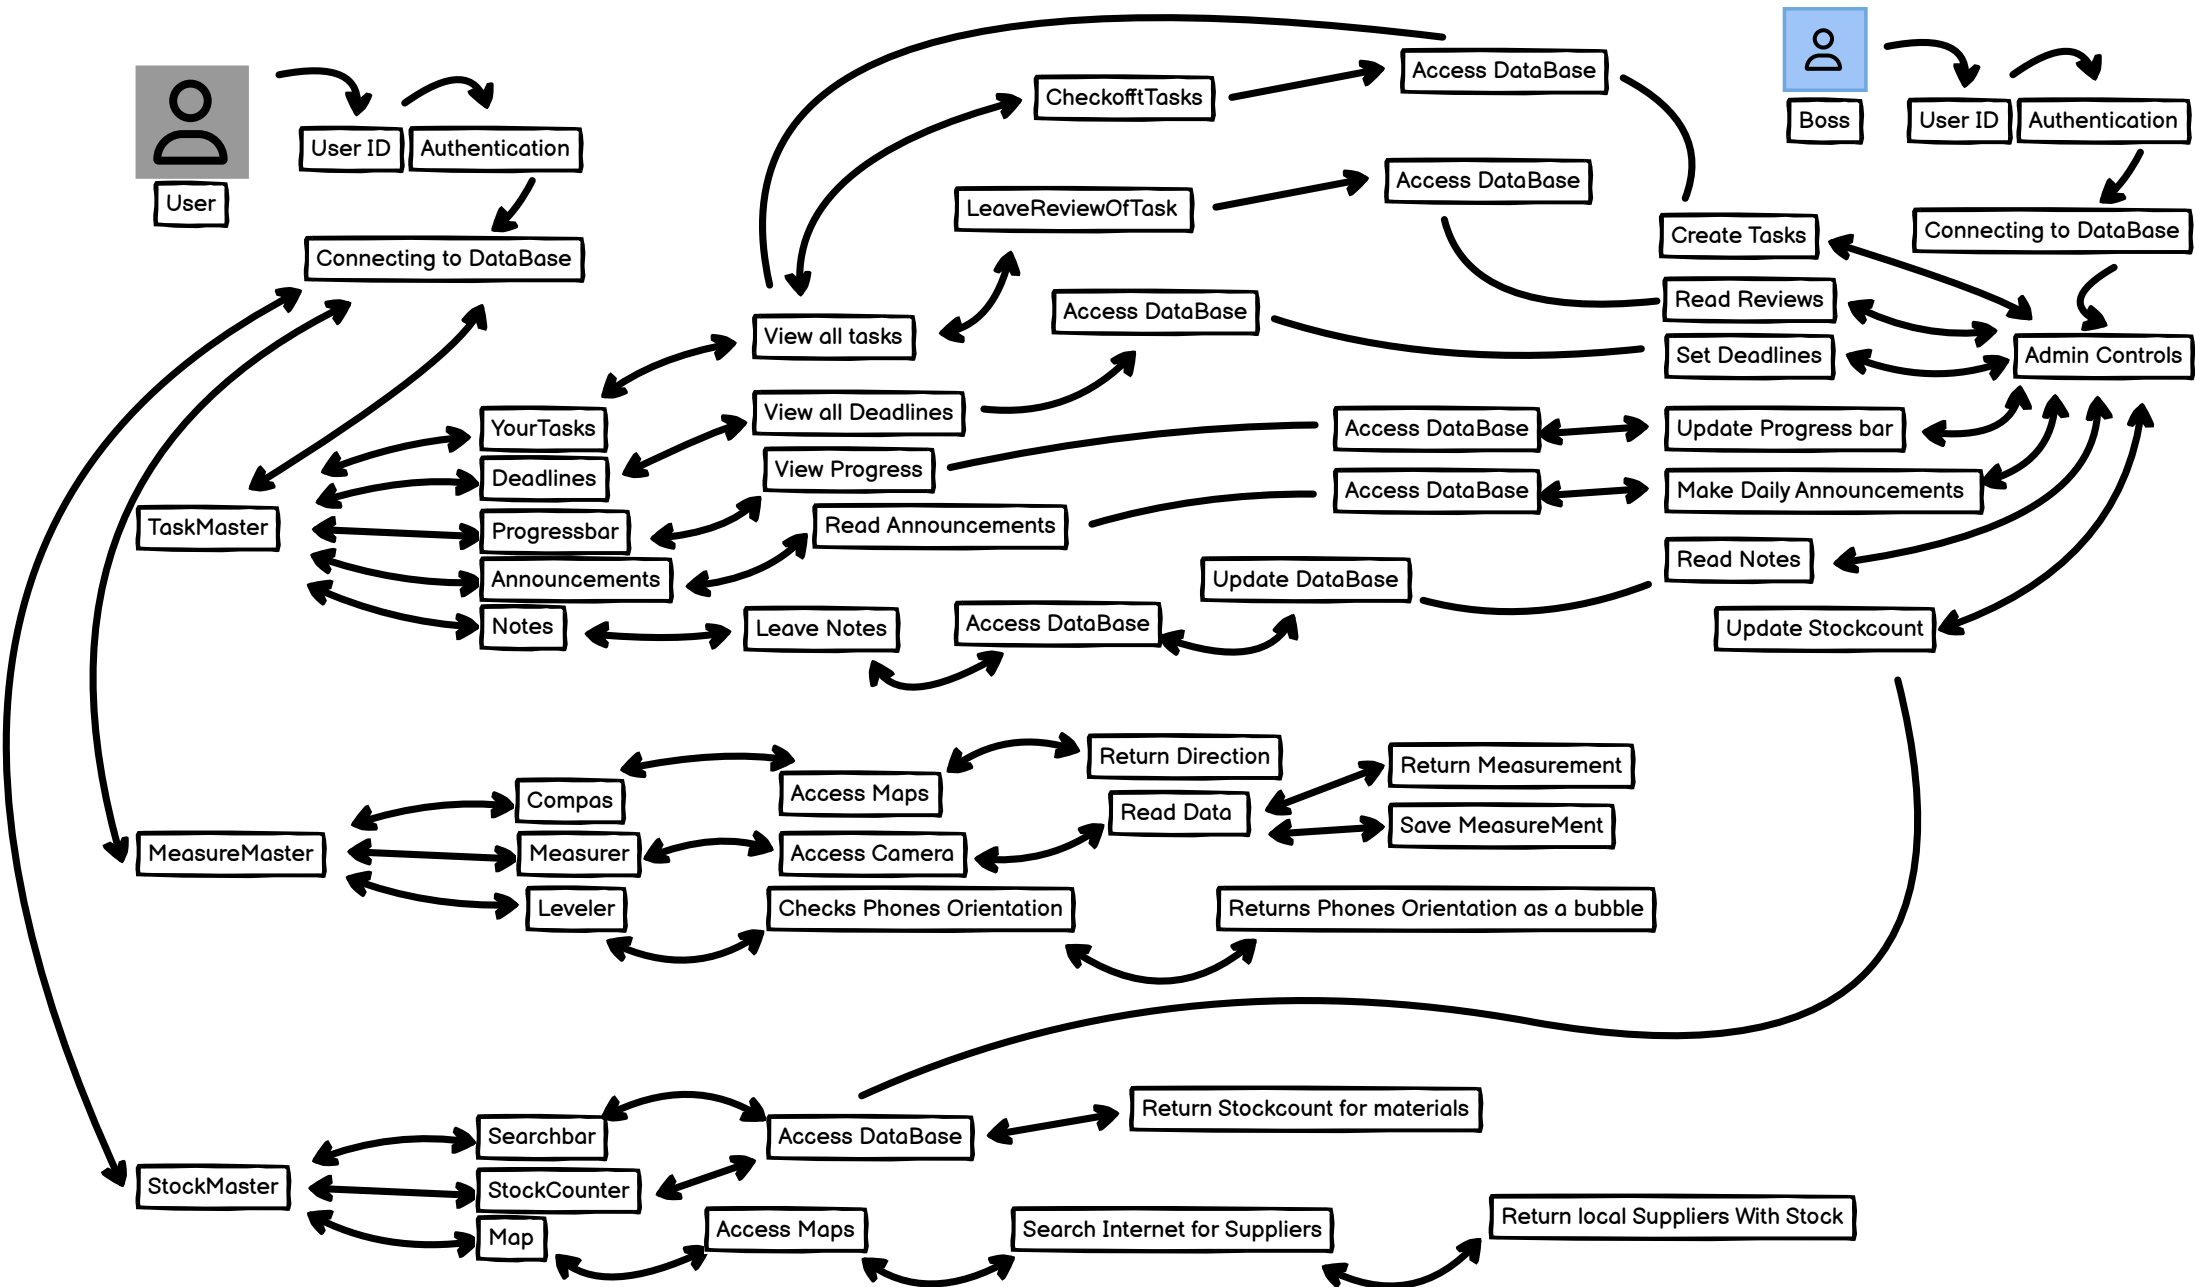 User
User ID
Authentication
Connecting to DataBase
CheckofftTasks
Access DataBase
LeaveReviewOfTask
Access DataBase
Boss
User ID
Authentication
Connecting to DataBase
Create Tasks
Read Reviews
Set Deadlines
Admin Controls
View all tasks
Access DataBase
View all Deadlines
View Progress
Read Announcements
YourTasks
Deadlines
Progressbar
Announcements
Notes
TaskMaster
Access DataBase
Update Progress bar
Access DataBase
Make Daily Announcements
Read Notes
Update Stockcount
Update DataBase
Leave Notes
Access DataBase
MeasureMaster
Compas
Measurer
Leveler
Access Maps
Access Camera
Checks Phones Orientation
Return Direction
Read Data
Return Measurement
Save MeasureMent
Returns Phones Orientation as a bubble
StockMaster
Searchbar
StockCounter
Map
Access DataBase
Return Stockcount for materials
Access Maps
Search Internet for Suppliers
Return local Suppliers With Stock